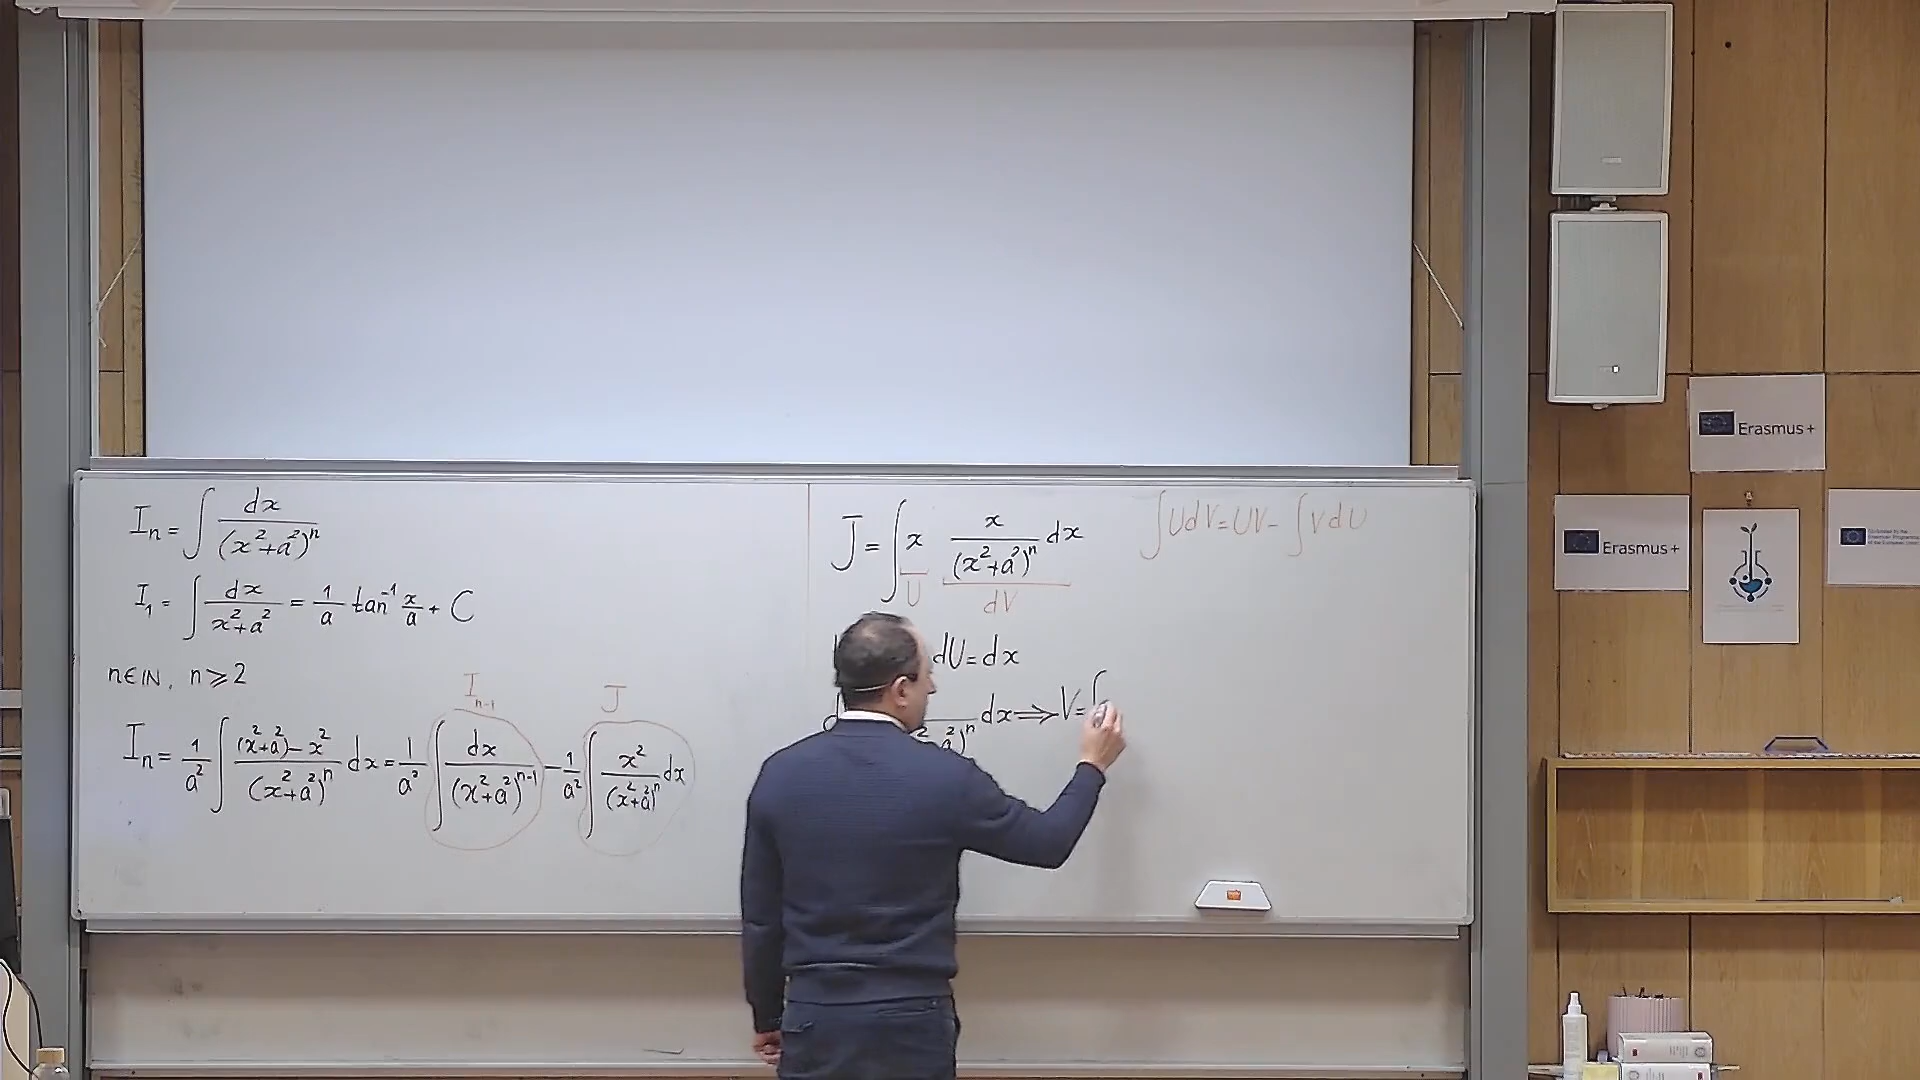 Iₙ = ∫ dx / (x²+a²)ⁿ
I₁ = ∫ dx / (x²+a²) = 1/a tan⁻¹ x/a + C
n∈ℕ, n⩾2
Iₙ₋₁ J
Iₙ = 1/a² ∫ ((x²+a²)-x²) / (x²+a²)ⁿ dx = 1/a² ∫ dx / (x²+a²)ⁿ⁻¹ - 1/a² ∫ x² / (x²+a²)ⁿ dx
J = ∫ x x / (x²+a²)ⁿ dx
U dV
∫UdV=UV-∫VdU
dU=dx
dx ⟹ V=∫
Erasmus+
Erasmus+